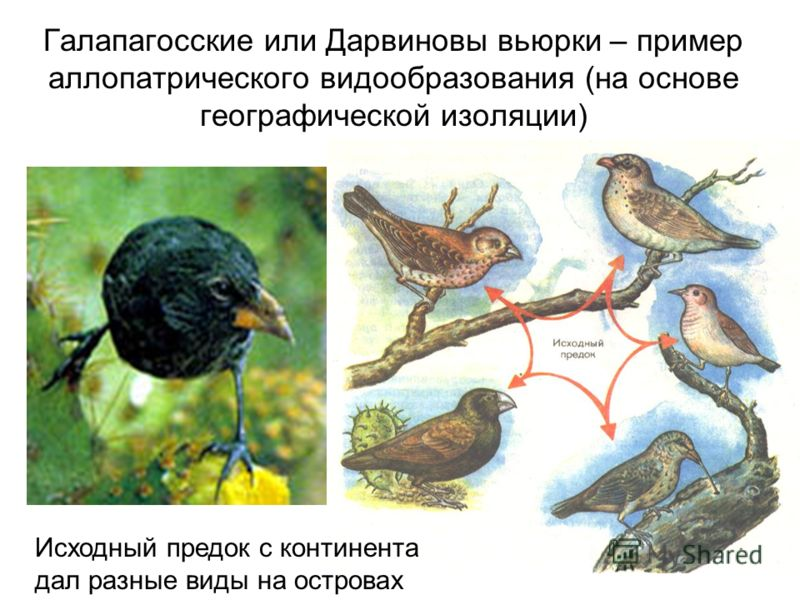 Галапагосские или Дарвиновы вьюрки – пример
аллопатрического видообразования (на основе
географической изоляции)
Исходный
предок
Исходный предок с континента
дал разные виды на островах
MyShared